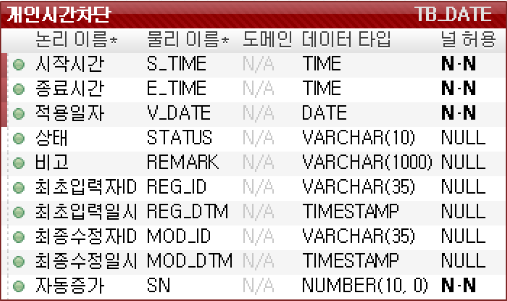 개인시간차단 TB_DATE
논리 이름* 물리 이름* 도메인 데이터 타입 널 허용
시작시간 S_TIME N/A TIME N-N
종료시간 E_TIME N/A TIME N-N
적용일자 V_DATE N/A DATE N-N
상태 STATUS N/A VARCHAR(10) NULL
비고 REMARK N/A VARCHAR(1000) NULL
최초입력자ID REG_ID N/A VARCHAR(35) NULL
최초입력일시 REG_DTM N/A TIMESTAMP NULL
최종수정자ID MOD_ID N/A VARCHAR(35) NULL
최종수정일시 MOD_DTM N/A TIMESTAMP NULL
자동증가 SN N/A NUMBER(10, 0) N-N